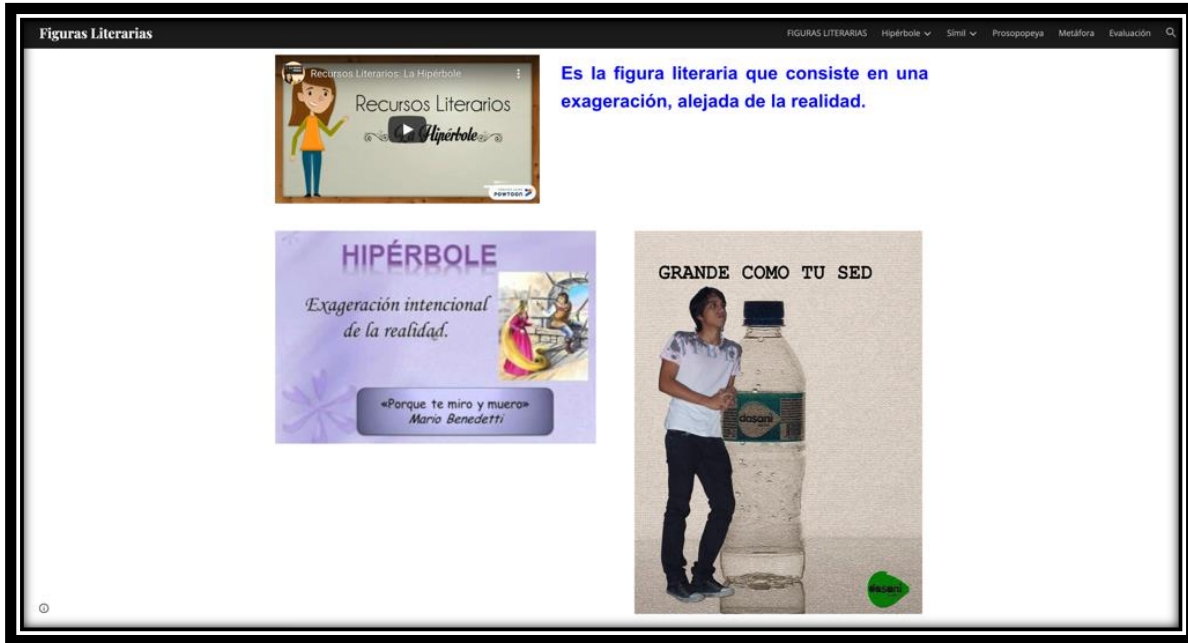 Figuras Literarias
FIGURAS LITERARIAS Hipérbole Símil Prosopopeya Metáfora Evaluación
Recursos Literarios: La Hipérbole
Recursos Literarios
La Hipérbole
POWTOON
Es la figura literaria que consiste en una
exageración, alejada de la realidad.
HIPÉRBOLE
Exageración intencional
de la realidad.
«Porque te miro y muero»
Mario Benedetti
GRANDE COMO TU SED
dasani
dasani